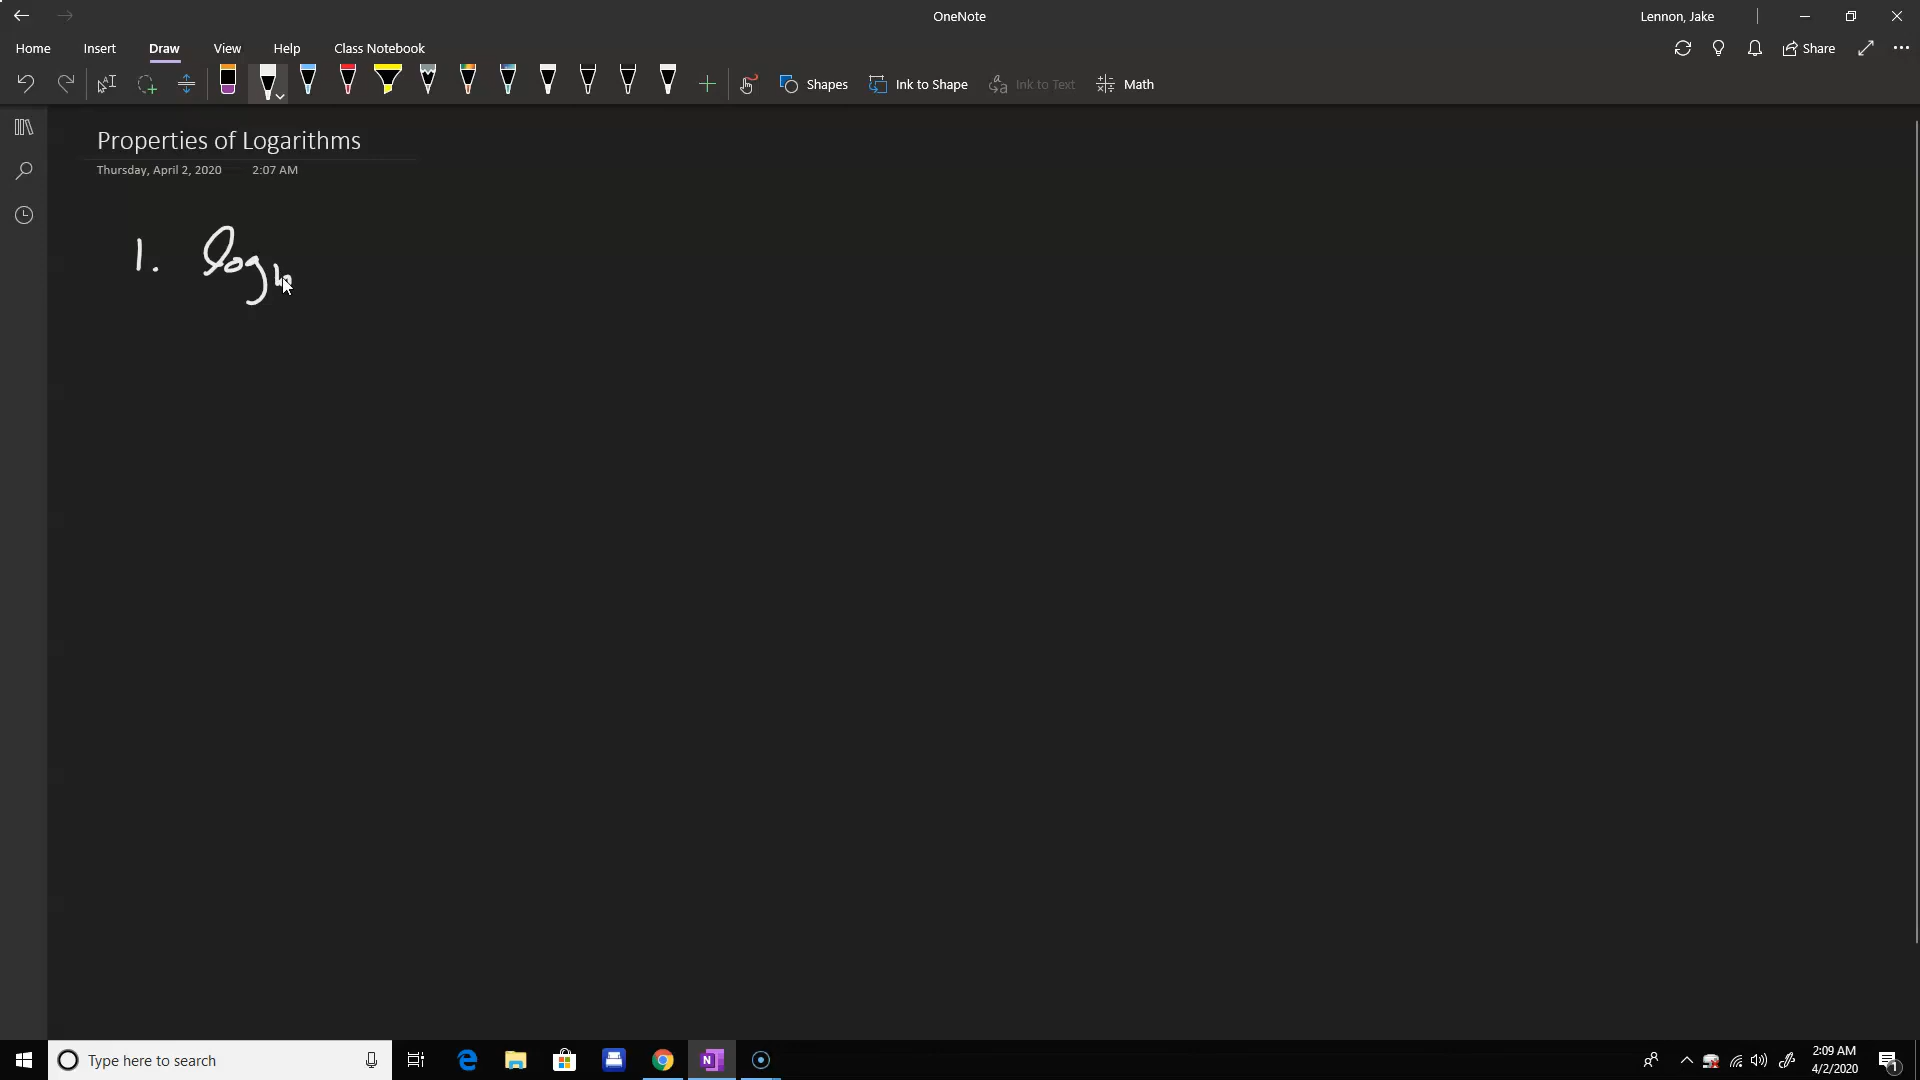 OneNote
Lennon, Jake
Home Insert Draw View Help Class Notebook
Share
Shapes Ink to Shape Ink to Text Math
Properties of Logarithms
Thursday, April 2, 2020 2:07 AM
1. log
Type here to search
2:09 AM
4/2/2020
1